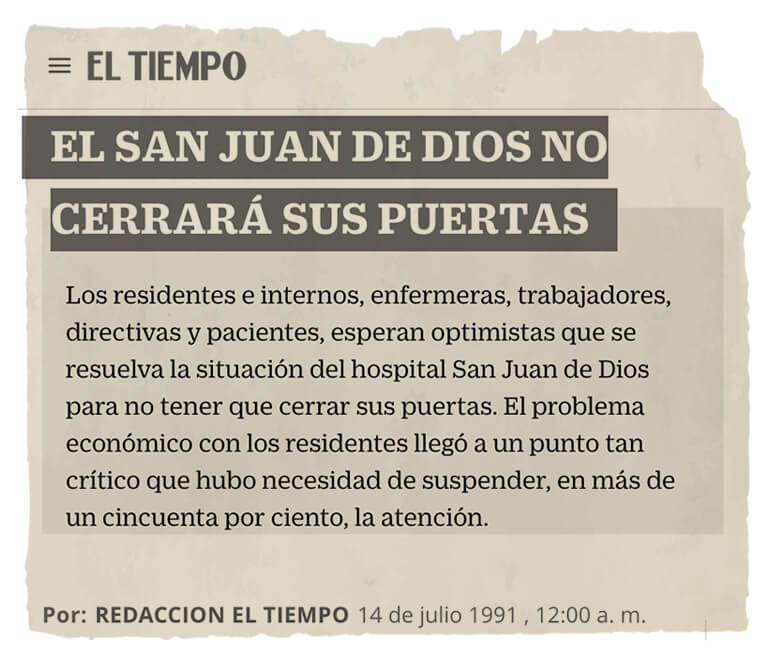 EL TIEMPO
EL SAN JUAN DE DIOS NO
CERRARÁ SUS PUERTAS
Los residentes e internos, enfermeras, trabajadores,
directivas y pacientes, esperan optimistas que se
resuelva la situación del hospital San Juan de Dios
para no tener que cerrar sus puertas. El problema
económico con los residentes llegó a un punto tan
crítico que hubo necesidad de suspender, en más de
un cincuenta por ciento, la atención.
Por: REDACCION EL TIEMPO 14 de julio 1991 , 12:00 a. m.